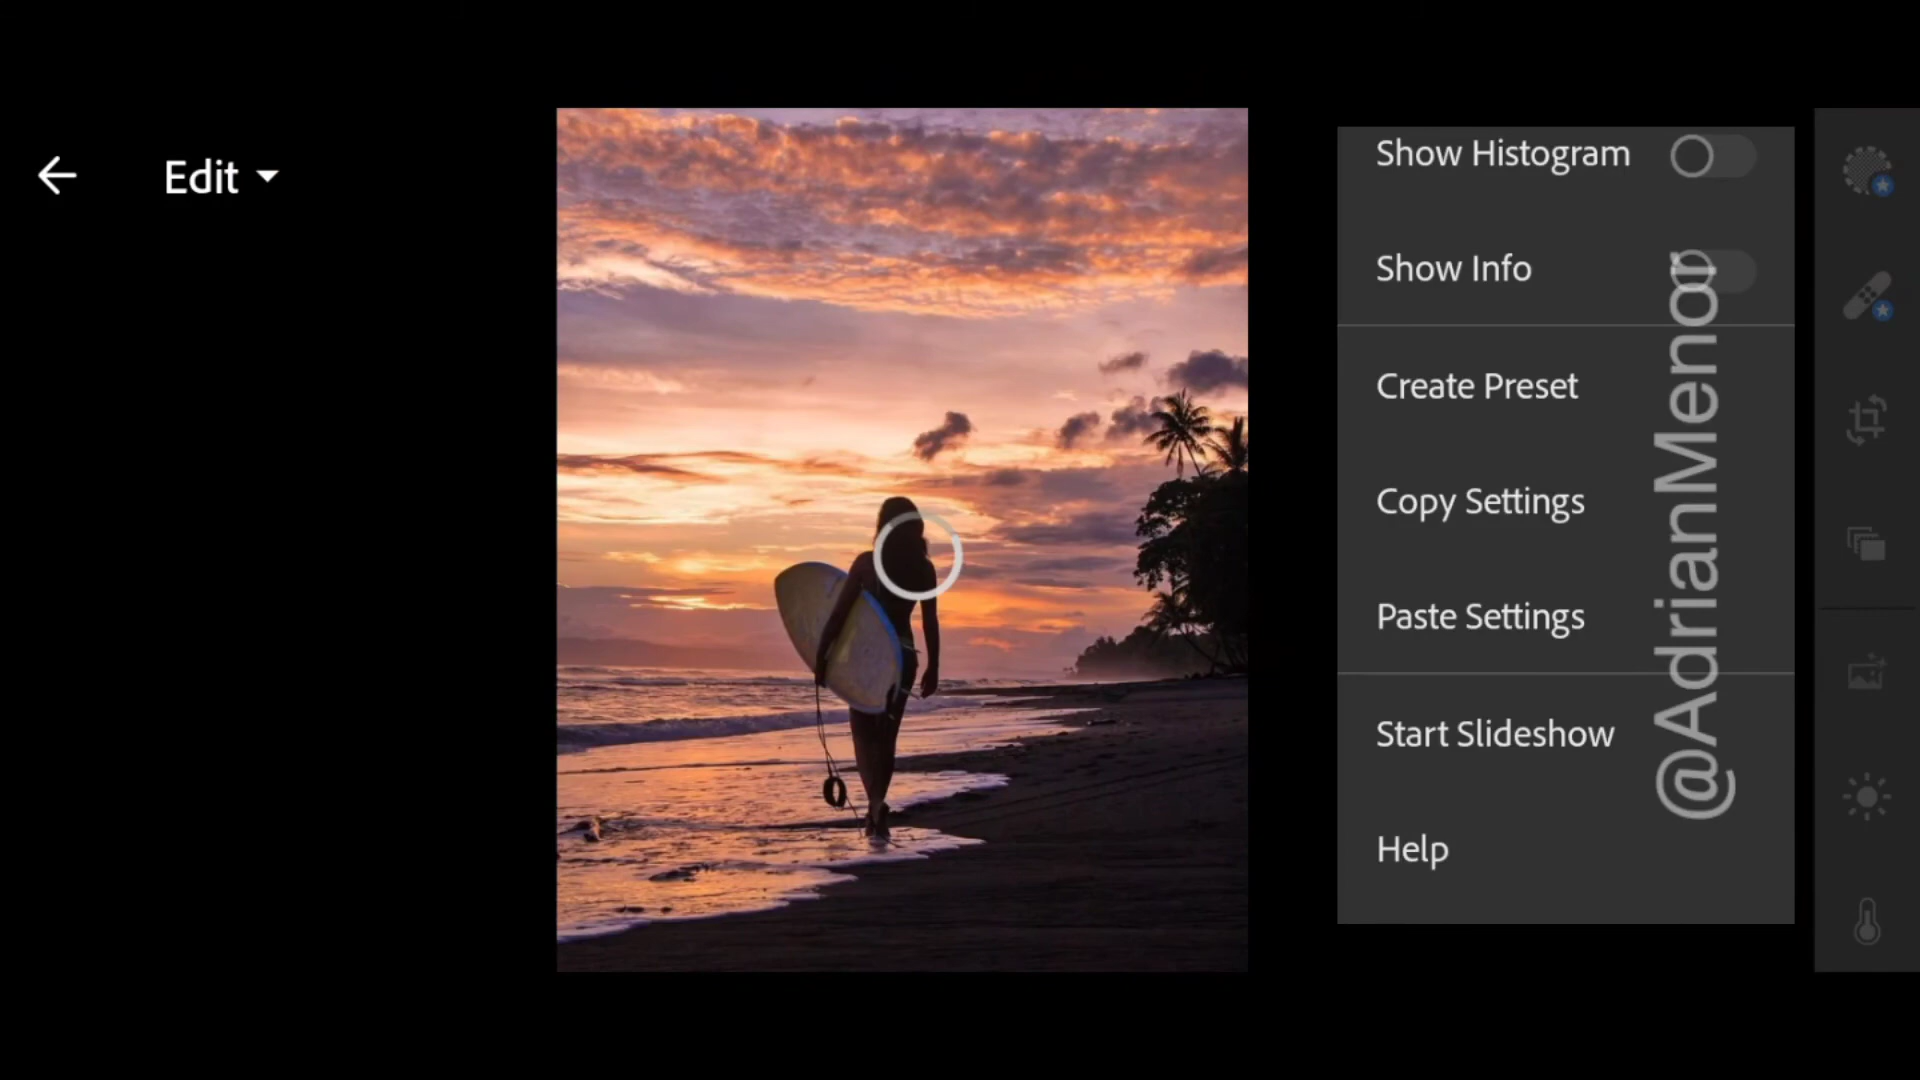 Edit
Show Histogram
Show Info
Create Preset
Copy Settings
Paste Settings
Start Slideshow
Help
@AdrianMenor